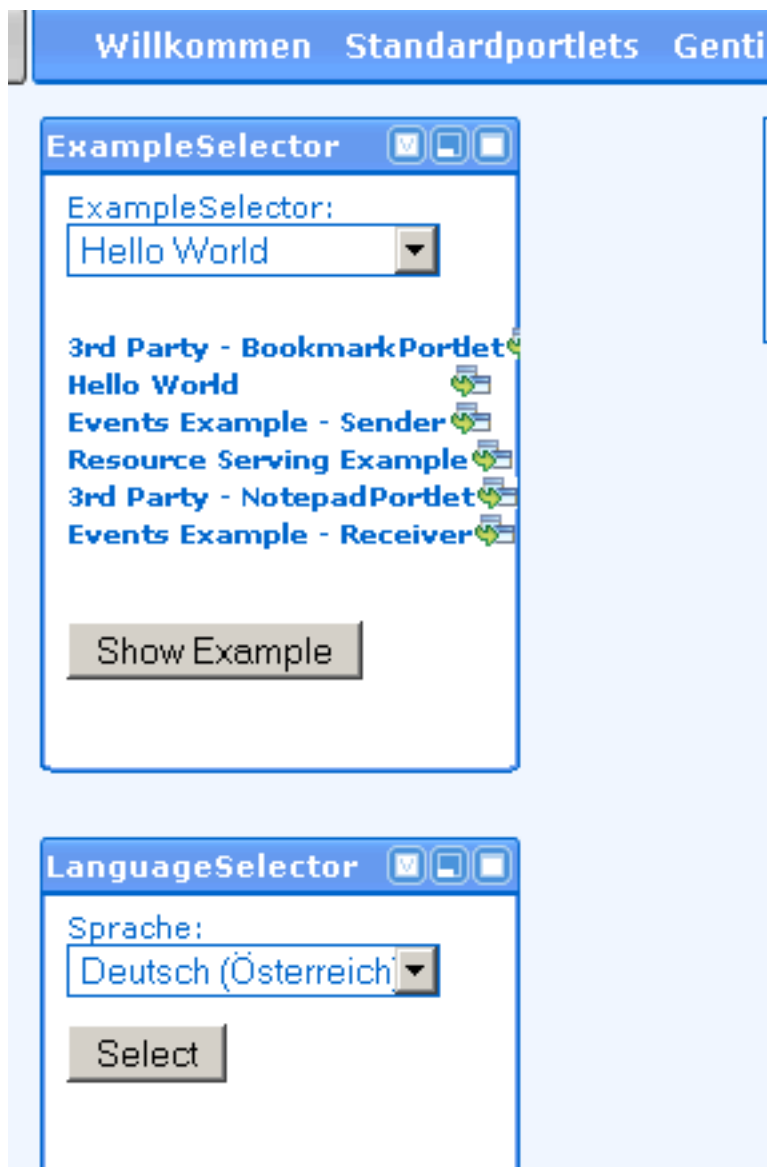 Willkommen Standardportlets
ExampleSelector
ExampleSelector:
Hello World
3rd Party - BookmarkPortlet
Hello World
Events Example - Sender
Resource Serving Example
3rd Party - NotepadPortlet
Events Example - Receiver
Show Example
LanguageSelector
Sprache:
Deutsch (Österreich)
Select